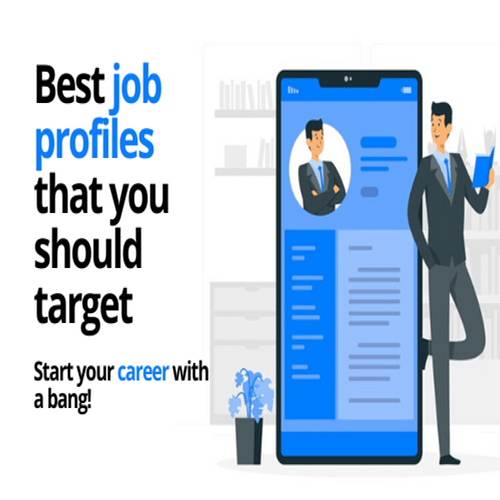 Best job
profiles
that you
should
target
Start your career with
a bang!